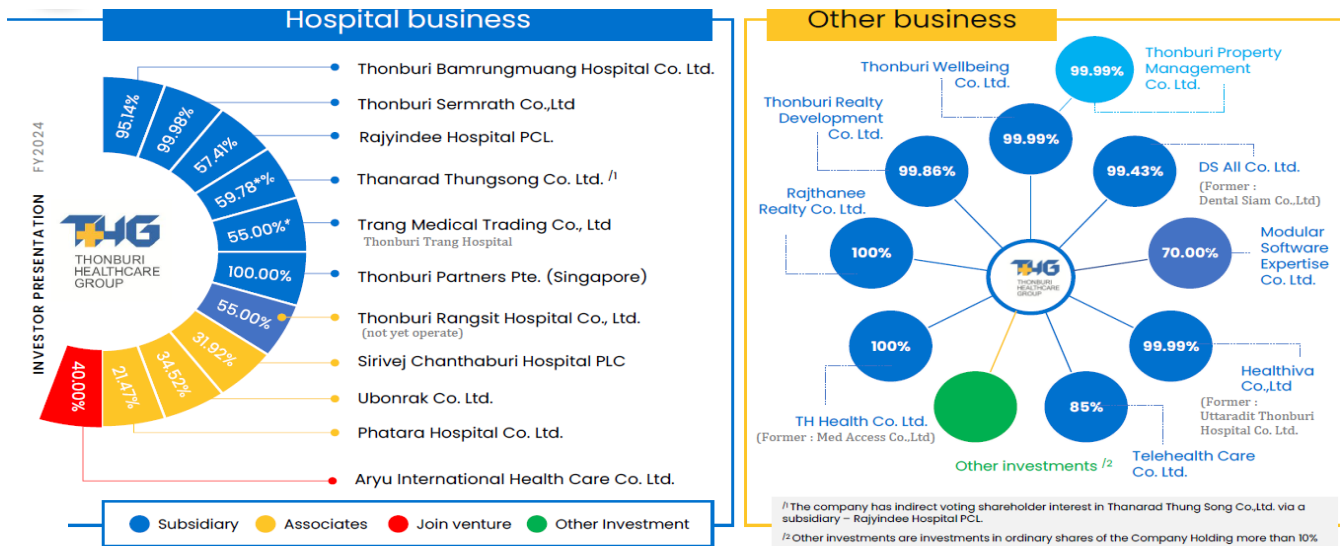 Hospital business
INVESTOR PRESENTATION FY2024
THG
THONBURI
HEALTHCARE
GROUP
95.14%
99.98%
57.41%
59.78*%
55.00%*
100.00%
55.00%
31.92%
34.52%
21.47%
40.00%
Thonburi Bamrungmuang Hospital Co. Ltd.
Thonburi Sermrath Co.,Ltd
Rajyindee Hospital PCL.
Thanarad Thungsong Co. Ltd. /1
Trang Medical Trading Co., Ltd
Thonburi Trang Hospital
Thonburi Partners Pte. (Singapore)
Thonburi Rangsit Hospital Co., Ltd.
(not yet operate)
Sirivej Chanthaburi Hospital PLC
Ubonrak Co. Ltd.
Phatara Hospital Co. Ltd.
Aryu International Health Care Co. Ltd.
Subsidiary
Associates
Join venture
Other Investment
Other business
Thonburi Property
Management
Co. Ltd.
99.99%
Thonburi Wellbeing
Co. Ltd.
99.99%
Thonburi Realty
Development
Co. Ltd.
99.86%
99.43%
DS All Co. Ltd.
(Former :
Dental Siam Co.,Ltd)
Rajthanee
Realty Co. Ltd.
100%
THG
THONBURI
HEALTHCARE
GROUP
70.00%
Modular
Software
Expertise
Co. Ltd.
100%
TH Health Co. Ltd.
(Former : Med Access Co.,Ltd)
Other investments /2
85%
Telehealth Care
Co. Ltd.
99.99%
Healthiva
Co.,Ltd
(Former :
Uttaradit Thonburi
Hospital Co. Ltd.
/1 The company has indirect voting shareholder interest in Thanarad Thung Song Co.,Ltd. via a
subsidiary – Rajyindee Hospital PCL.
/2 Other investments are investments in ordinary shares of the Company Holding more than 10%